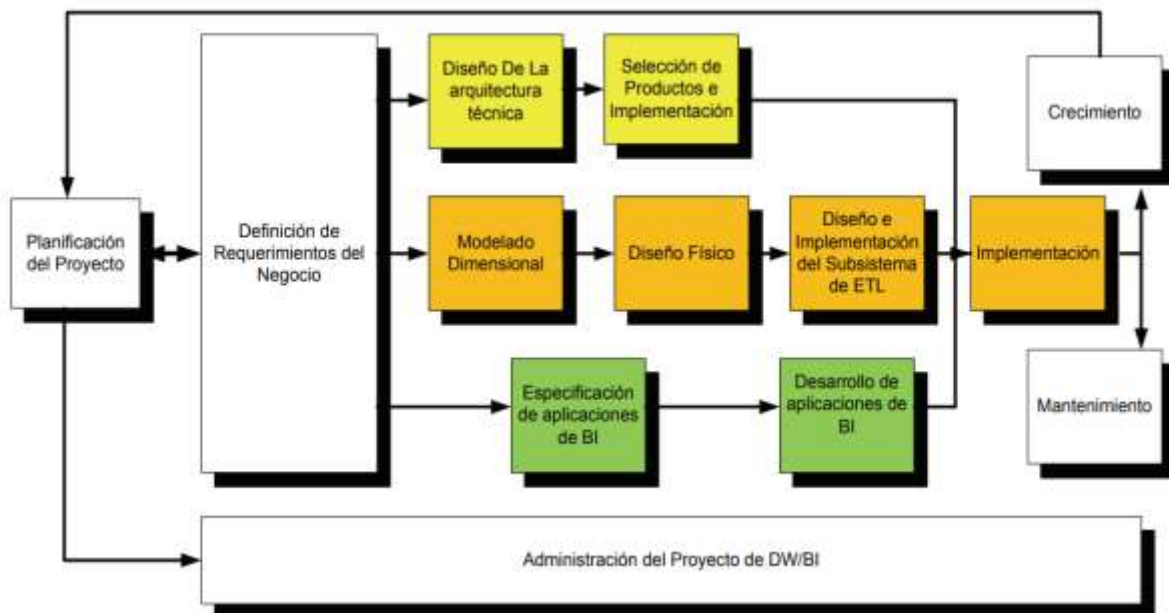 Diseño De La
arquitectura
técnica
Selección de
Productos e
Implementación
Crecimiento
Planificación
del Proyecto
Definición de
Requerimientos del
Negocio
Modelado
Dimensional
Diseño Físico
Diseño e
Implementación
del Subsistema
de ETL
Implementación
Especificación
de aplicaciones
de BI
Desarrollo de
aplicaciones de
BI
Mantenimiento
Administración del Proyecto de DW/BI